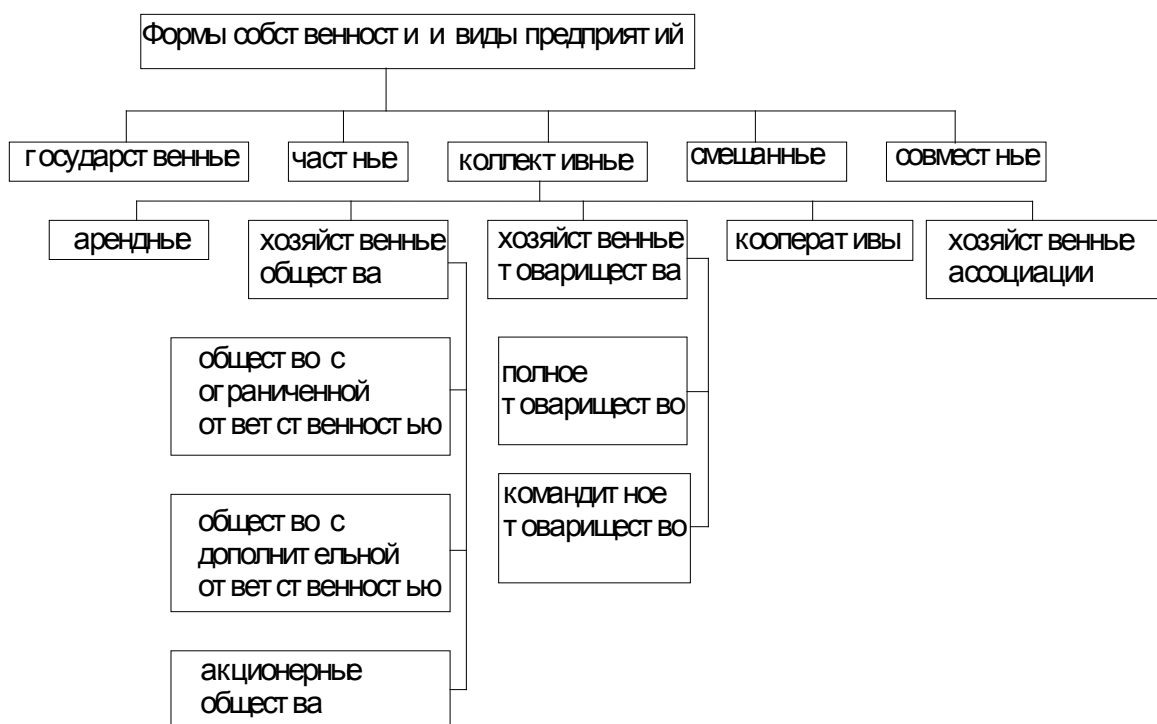 Формы собственности и виды предприятий
государственные
частные
коллективные
смешанные
совместные
арендные
хозяйственные
общества
хозяйственные
товарищества
кооперативы
хозяйственные
ассоциации
общество с
ограниченной
ответственностью
полное
товарищество
общество с
дополнительной
ответственностью
командитное
товарищество
акционерные
общества